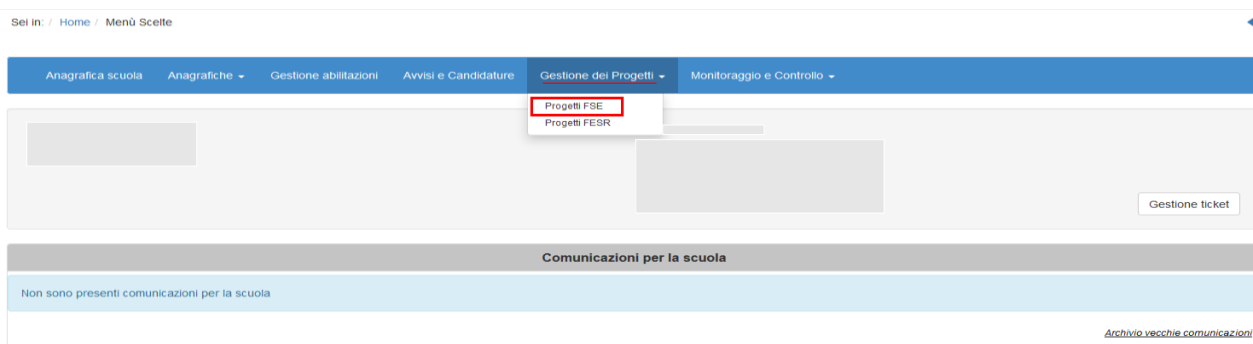 Sei in: / Home / Menù Scelte
Anagrafica scuola Anagrafiche Gestione abilitazioni Avvisi e Candidature Gestione dei Progetti Monitoraggio e Controllo
Progetti FSE
Progetti FESR
Gestione ticket
Comunicazioni per la scuola
Non sono presenti comunicazioni per la scuola
Archivio vecchie comunicazioni